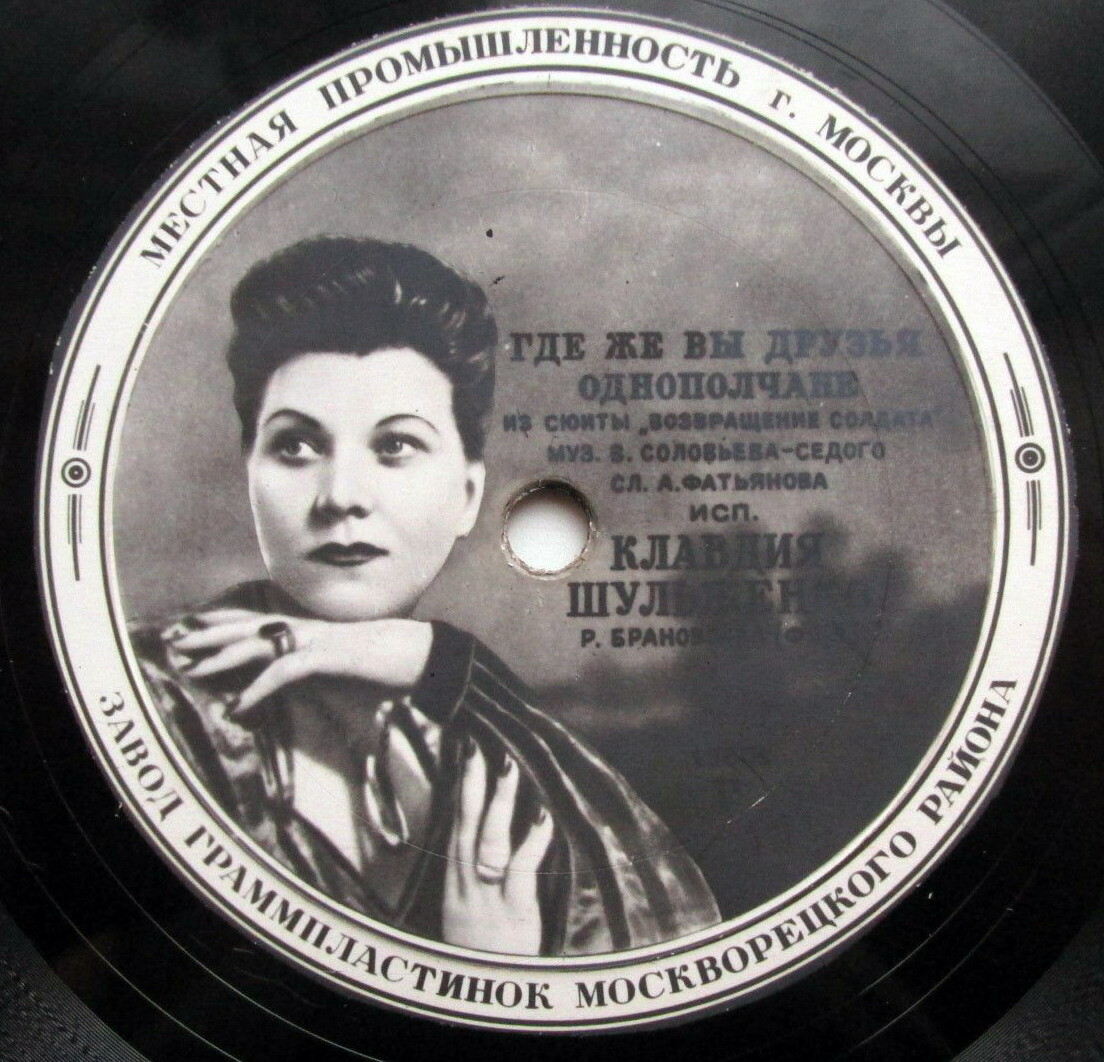 МЕСТНАЯ ПРОМЫШЛЕННОСТЬ г. МОСКВЫ
ГДЕ ЖЕ ВЫ ДРУЗЬЯ
ОДНОПОЛЧАНЕ
ИЗ СЮИТЫ „ВОЗВРАЩЕНИЕ СОЛДАТА"
МУЗ. В. СОЛОВЬЕВА-СЕДОГО
СЛ. А. ФАТЬЯНОВА
ИСП.
КЛАВДИЯ
ШУЛЬЖЕНКО
Р.
ЗАВОД ГРАММПЛАСТИНОК МОСКВОРЕЦКОГО РАЙОНА